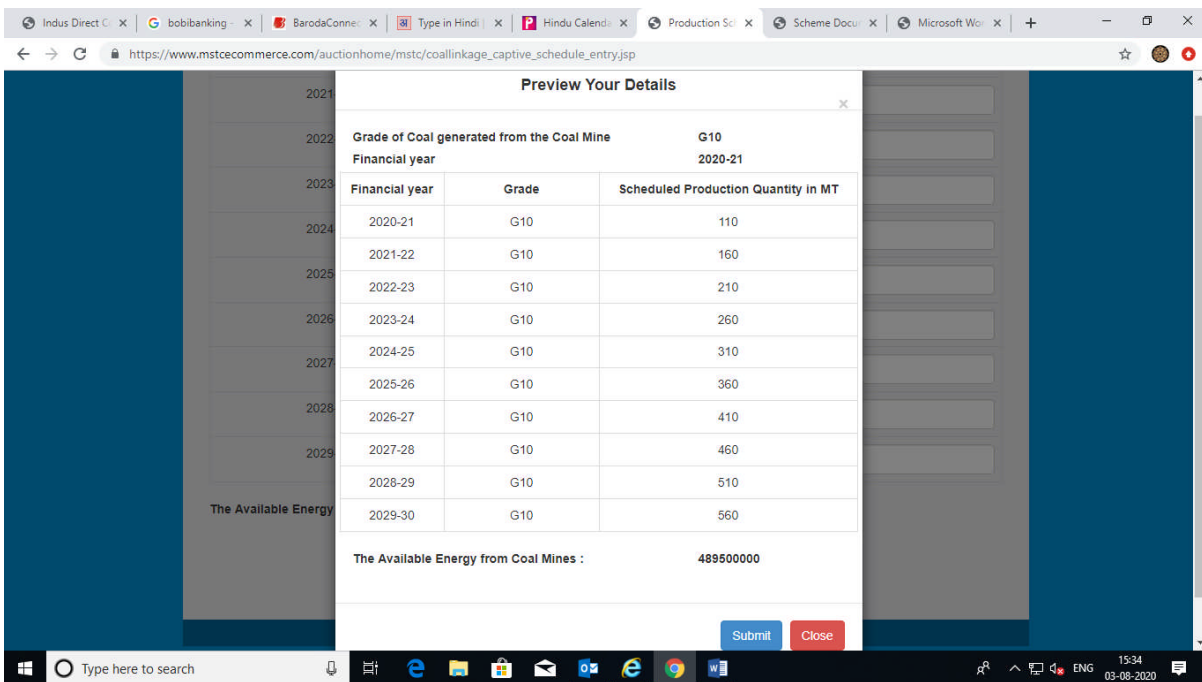 Indus Direct C
bobibanking -
BarodaConnec
Type in Hindi |
Hindu Calenda
Production Sc
Scheme Docur
Microsoft Wor
https://www.mstcecommerce.com/auctionhome/mstc/coallinkage_captive_schedule_entry.jsp
Preview Your Details
×
Grade of Coal generated from the Coal Mine G10
Financial year 2020-21
Financial year Grade Scheduled Production Quantity in MT
2020-21 G10 110
2021-22 G10 160
2022-23 G10 210
2023-24 G10 260
2024-25 G10 310
2025-26 G10 360
2026-27 G10 410
2027-28 G10 460
2028-29 G10 510
2029-30 G10 560
The Available Energy from Coal Mines : 489500000
Submit Close
2021-
2022
2023-
2024
2025
2026
2027-
2028
2029
The Available Energy
Type here to search
ENG
15:34
03-08-2020